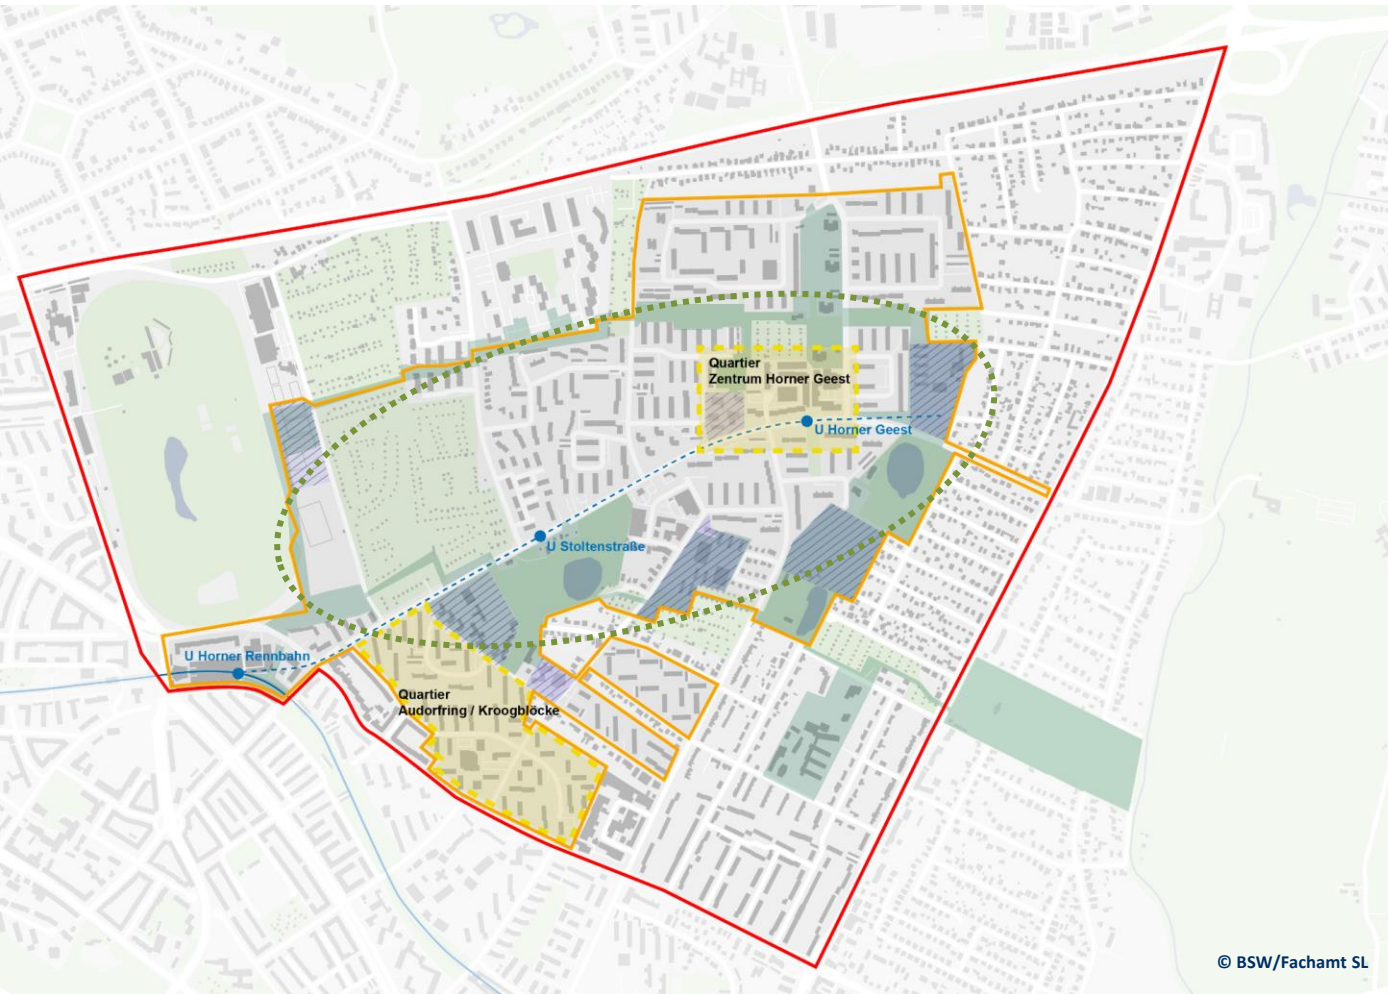 Quartier
Zentrum Horner Geest
U Horner Geest
U Stoltenstraße
U Horner Rennbahn
Quartier
Audorfring / Kroogblöcke
© BSW/Fachamt SL